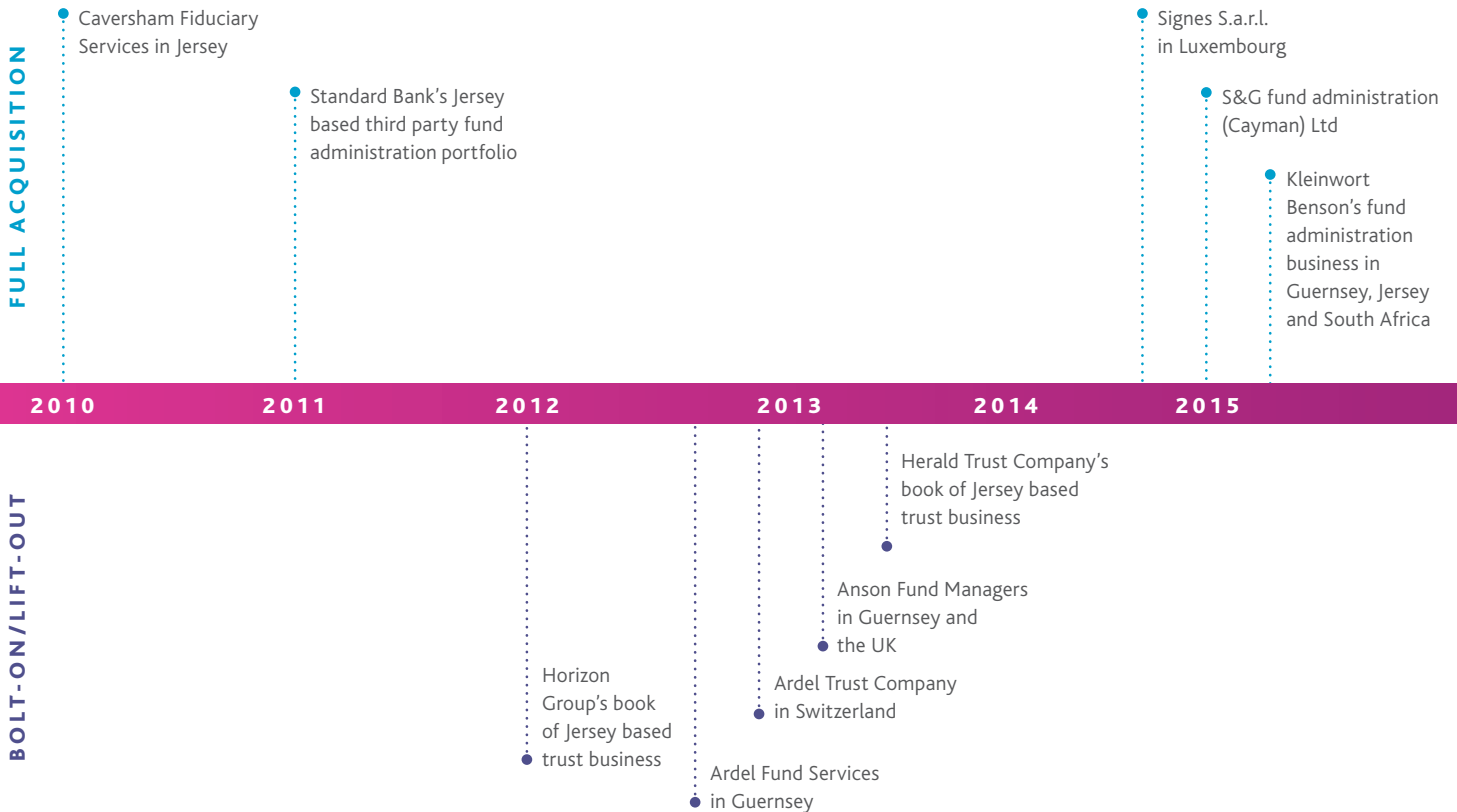 FULL ACQUISITION
Caversham Fiduciary
Services in Jersey
Standard Bank’s Jersey
based third party fund
administration portfolio
Signes S.a.r.l.
in Luxembourg
S&G fund administration
(Cayman) Ltd
Kleinwort
Benson’s fund
administration
business in
Guernsey, Jersey
and South Africa
2010 2011 2012 2013 2014 2015
BOLT-ON/LIFT-OUT
Horizon
Group’s book
of Jersey based
trust business
Ardel Fund Services
in Guernsey
Ardel Trust Company
in Switzerland
Anson Fund Managers
in Guernsey and
the UK
Herald Trust Company’s
book of Jersey based
trust business